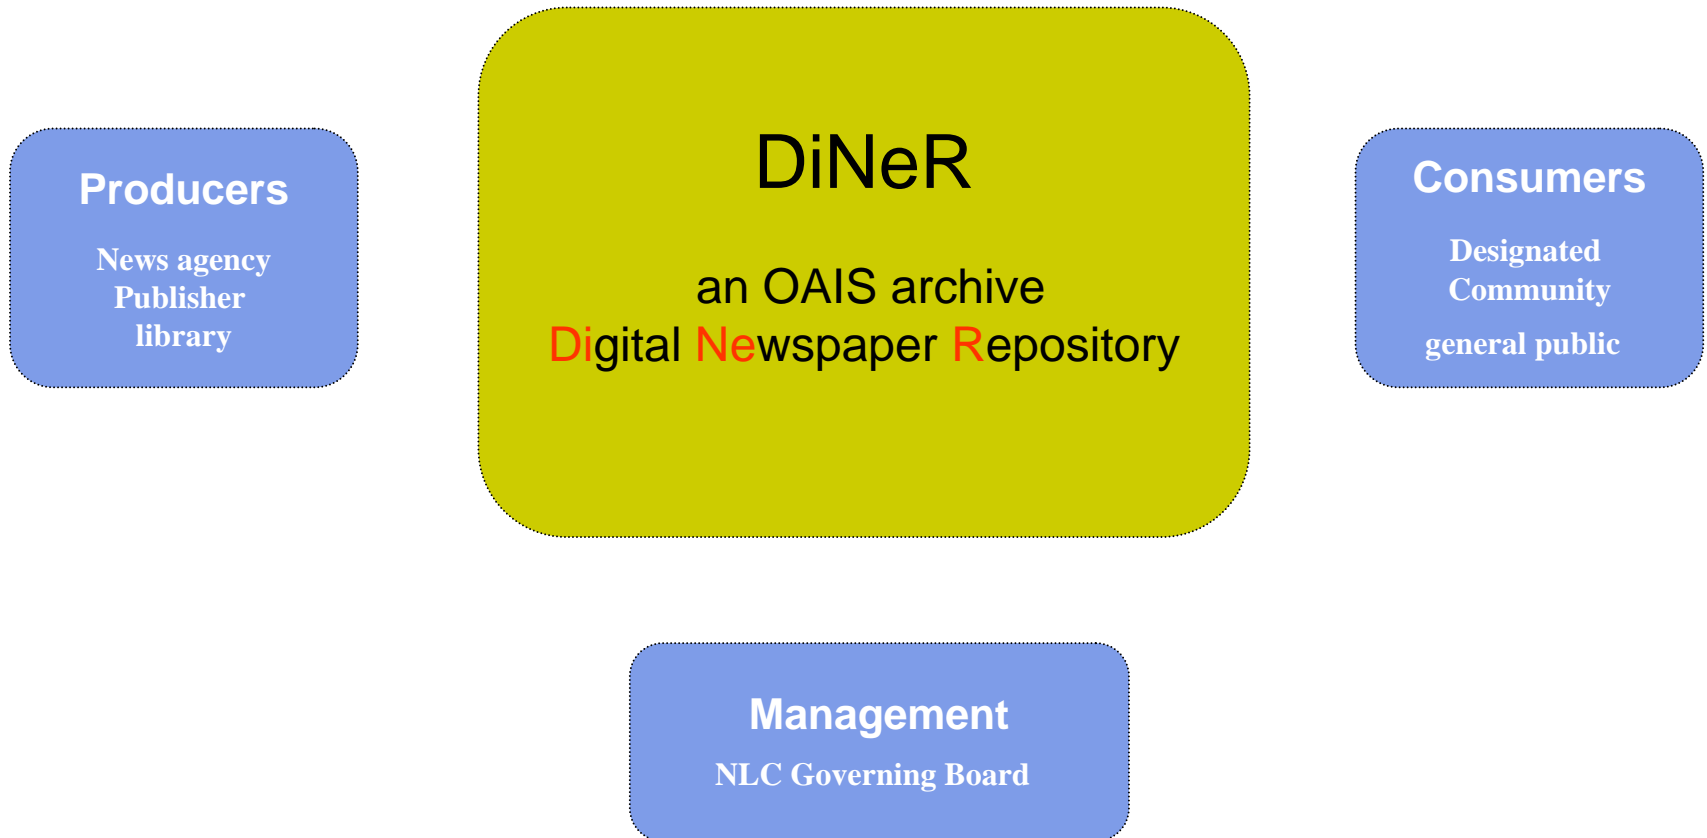 DiNeR
an OAIS archive
Digital Newspaper Repository
Producers
News agency
Publisher
library
Consumers
Designated
Community
general public
Management
NLC Governing Board